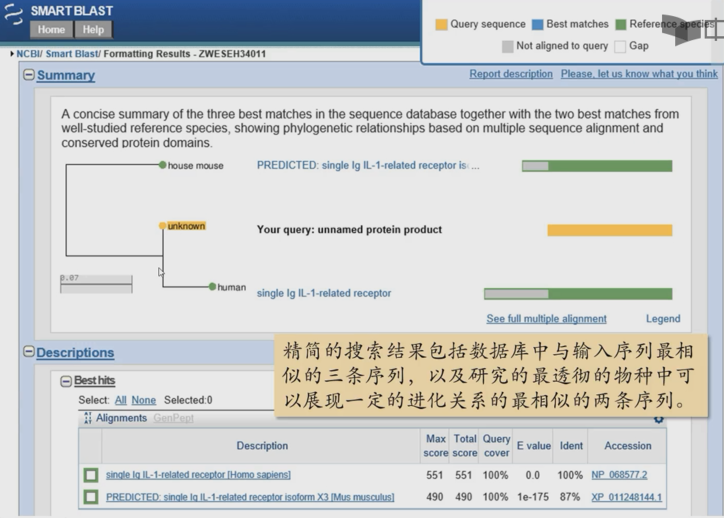 SMARTBLAST
Home Help
Query sequence Best matches Reference species
Not aligned to query Gap
NCBI/ Smart Blast/ Formatting Results - ZWESEH34011
Summary
Report description Please, let us know what you think
A concise summary of the three best matches in the sequence database together with the two best matches from
well-studied reference species, showing phylogenetic relationships based on multiple sequence alignment and
conserved protein domains.
house mouse PREDICTED: single Ig IL-1-related receptor is. ...
unknown Your query: unnamed protein product
0.07
human single Ig IL-1-related receptor
See full multiple alignment Legend
精简的搜索结果包括数据库中与输入序列最相
似的三条序列，以及研究的最透彻的物种中可
以展现一定的进化关系的最相似的两条序列。
Descriptions
Best hits
Select: All None Selected:0
Alignments GenPept
Description Max score Total score Query cover E value Ident Accession
single Ig IL-1-related receptor [Homo sapiens] 551 551 100% 0.0 100% NP_068577.2
PREDICTED: single Ig IL-1-related receptor isoform X3 [Mus musculus] 490 490 100% 1e-175 87% XP_011248144.1